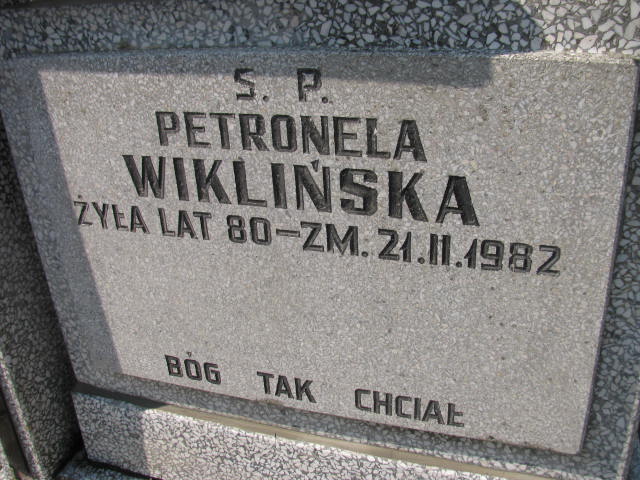 S. P.
PETRONELA
WIKLIŃSKA
ŻYŁA LAT 80-ZM. 21.II.1982
BÓG TAK CHCIAŁ